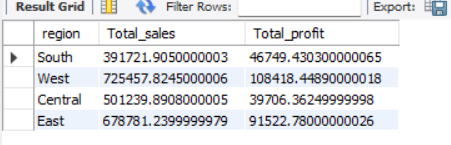 Result Grid Filter Rows: Export:
region Total_sales Total_profit
South 391721.9050000003 46749.430300000065
West 725457.8245000006 108418.44890000018
Central 501239.8908000005 39706.36249999998
East 678781.2399999979 91522.78000000026